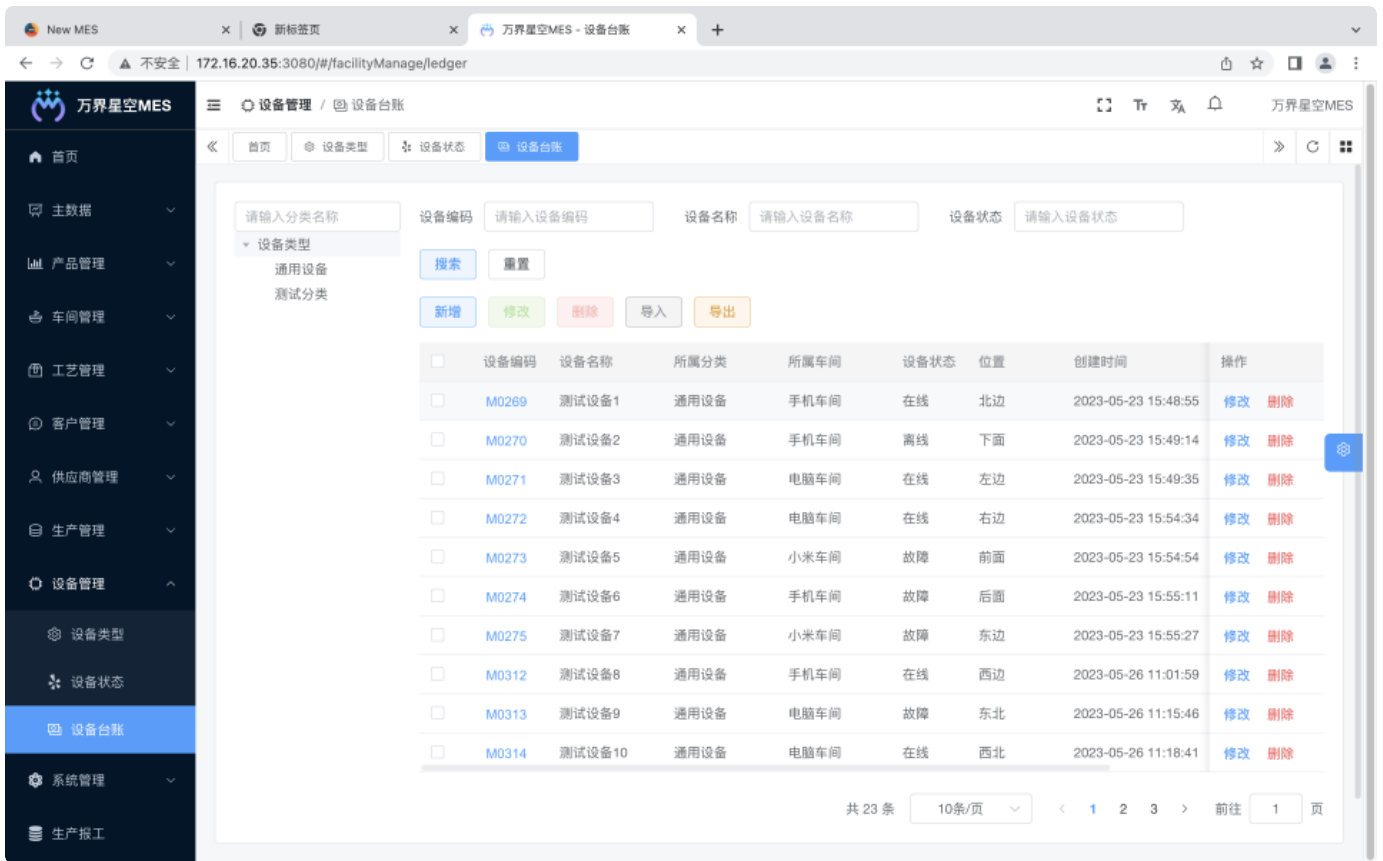 New MES
新标签页
万界星空MES - 设备台账
不安全 172.16.20.35:3080/#/facilityManage/ledger
万界星空MES
设备管理 / 设备台账
万界星空MES
首页 设备类型 设备状态 设备台账
首页
主数据
产品管理
车间管理
工艺管理
客户管理
供应商管理
生产管理
设备管理
设备类型
设备状态
设备台账
系统管理
生产报工
请输入分类名称
设备类型
通用设备
测试分类
设备编码 请输入设备编码 设备名称 请输入设备名称 设备状态 请输入设备状态
搜索 重置
新增 修改 删除 导入 导出
设备编码 设备名称 所属分类 所属车间 设备状态 位置 创建时间 操作
M0269 测试设备1 通用设备 手机车间 在线 北边 2023-05-23 15:48:55 修改 删除
M0270 测试设备2 通用设备 手机车间 离线 下面 2023-05-23 15:49:14 修改 删除
M0271 测试设备3 通用设备 电脑车间 在线 左边 2023-05-23 15:49:35 修改 删除
M0272 测试设备4 通用设备 电脑车间 在线 右边 2023-05-23 15:54:34 修改 删除
M0273 测试设备5 通用设备 小米车间 故障 前面 2023-05-23 15:54:54 修改 删除
M0274 测试设备6 通用设备 手机车间 故障 后面 2023-05-23 15:55:11 修改 删除
M0275 测试设备7 通用设备 小米车间 故障 东边 2023-05-23 15:55:27 修改 删除
M0312 测试设备8 通用设备 手机车间 在线 西边 2023-05-26 11:01:59 修改 删除
M0313 测试设备9 通用设备 电脑车间 故障 东北 2023-05-26 11:15:46 修改 删除
M0314 测试设备10 通用设备 电脑车间 在线 西北 2023-05-26 11:18:41 修改 删除
共 23 条 10条/页 1 2 3 前往 1 页